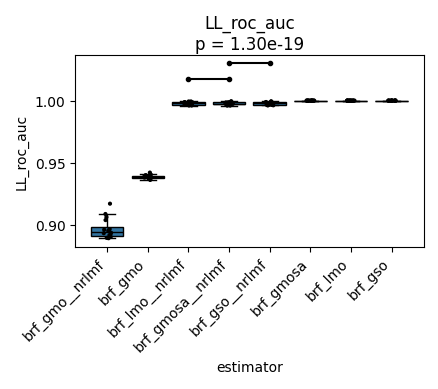 LL_roc_auc
p = 1.30e-19
LL_roc_auc
1.00
0.95
0.90
brf_gmo__nrlmf
brf_gmo
brf_lmo__nrlmf
brf_gmosa__nrlmf
brf_gso__nrlmf
brf_gmosa
brf_lmo
brf_gso
estimator